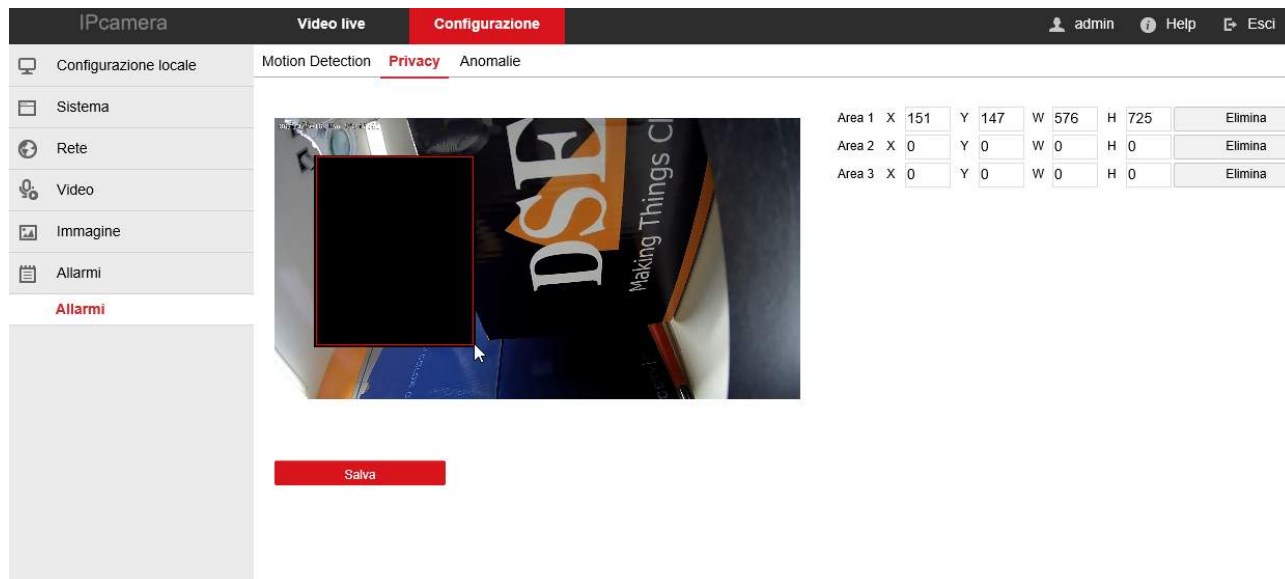 IPcamera Video live Configurazione admin Help Esci
Configurazione locale
Sistema
Rete
Video
Immagine
Allarmi
Allarmi
Motion Detection Privacy Anomalie
DSE
Making Things Cl
Area 1 X 151 Y 147 W 576 H 725 Elimina
Area 2 X 0 Y 0 W 0 H 0 Elimina
Area 3 X 0 Y 0 W 0 H 0 Elimina
Salva